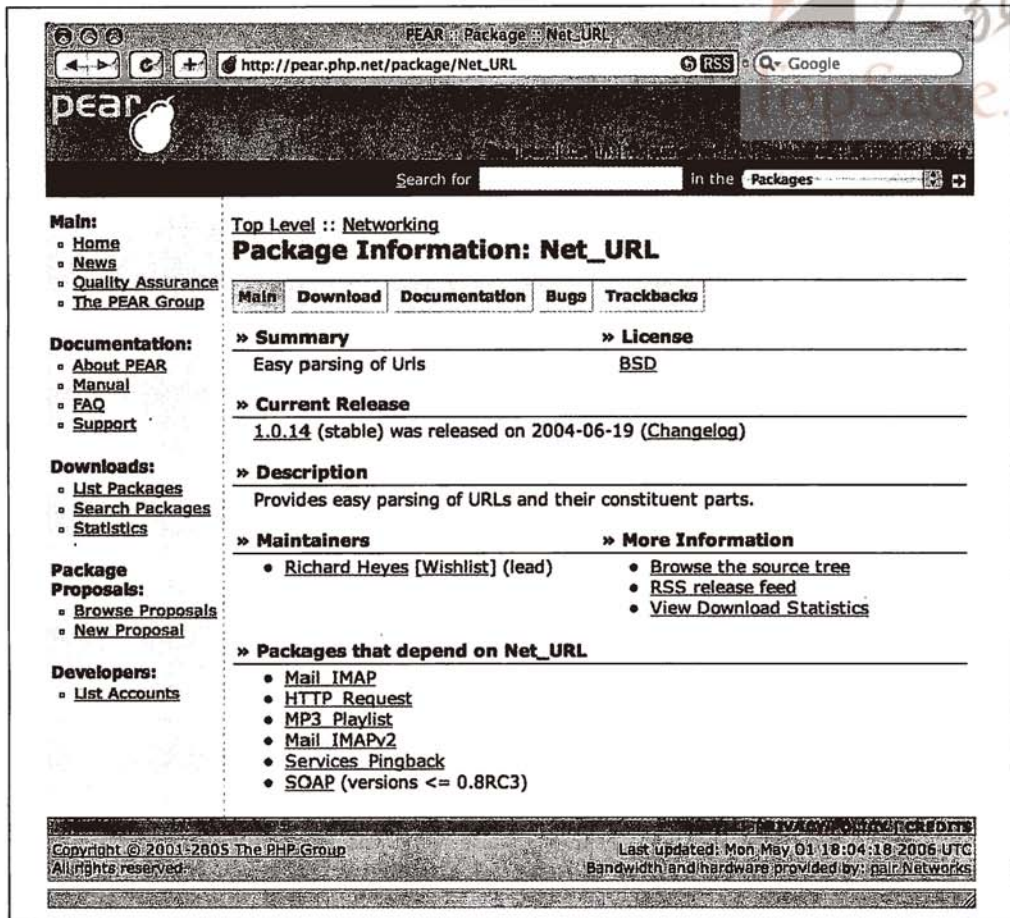 PEAR :: Package :: Net_URL
http://pear.php.net/package/Net_URL RSS Google
pear
Search for in the Packages
Main:
Home
News
Quality Assurance
The PEAR Group
Documentation:
About PEAR
Manual
FAQ
Support
Downloads:
List Packages
Search Packages
Statistics
Package
Proposals:
Browse Proposals
New Proposal
Developers:
List Accounts
Top Level :: Networking
Package Information: Net_URL
Main Download Documentation Bugs Trackbacks
» Summary
Easy parsing of Urls
» License
BSD
» Current Release
1.0.14 (stable) was released on 2004-06-19 (Changelog)
» Description
Provides easy parsing of URLs and their constituent parts.
» Maintainers
Richard Heyes [Wishlist] (lead)
» More Information
Browse the source tree
RSS release feed
View Download Statistics
» Packages that depend on Net_URL
Mail_IMAP
HTTP_Request
MP3_Playlist
Mail_IMAPv2
Services_Pingback
SOAP (versions <= 0.8RC3)
PRIVACY POLICY | CREDITS
Copyright © 2001-2005 The PHP Group
All rights reserved.
Last updated: Mon May 01 18:04:18 2006 UTC
Bandwidth and hardware provided by: pair Networks
TopSage.